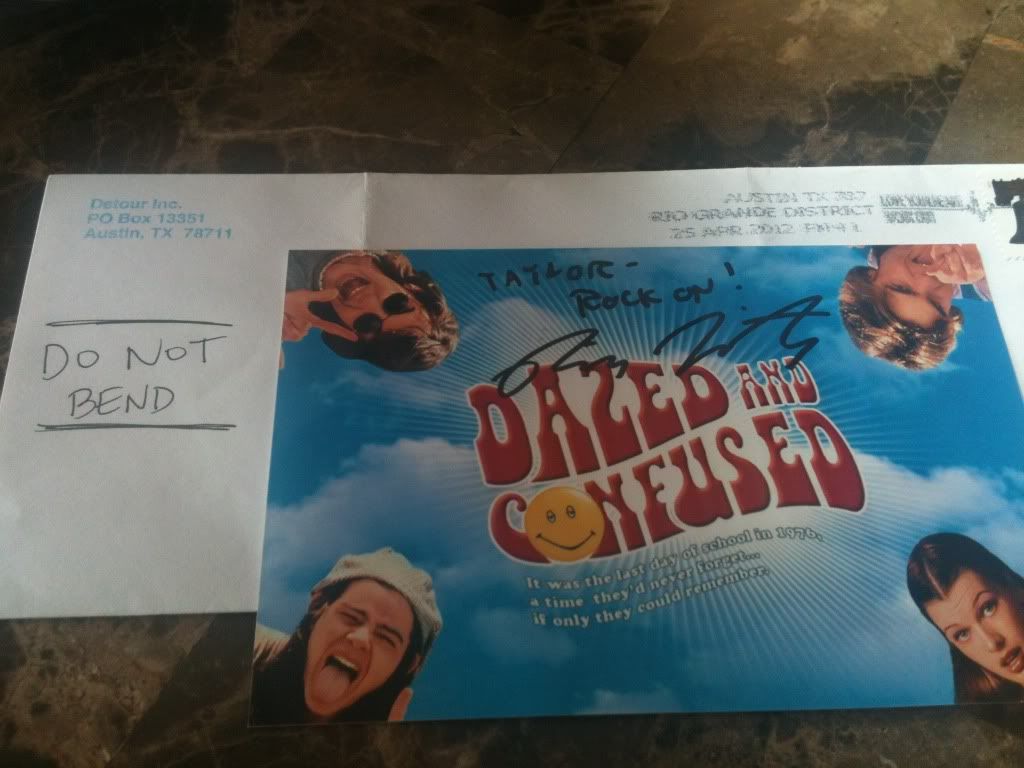 Detour Inc.
PO Box 13351
Austin, TX 78711
AUSTIN TX 787
RIO GRANDE DISTRICT
25 APR 2012 PM 4 L
DO NOT
BEND
TAYLOR-
ROCK ON!
DAZED AND
CONFUSED
It was the last day of school in 1976,
a time they'd never forget...
if only they could remember.